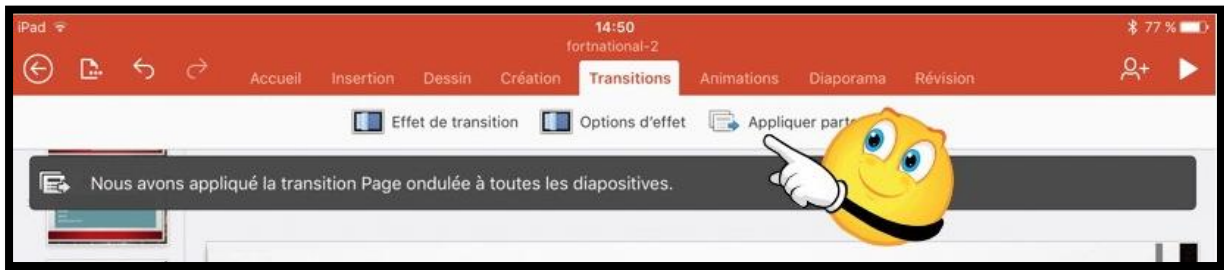 iPad 14:50 77 %
fortnational-2
Accueil Insertion Dessin Création Transitions Animations Diaporama Révision
Effet de transition Options d'effet Appliquer
Nous avons appliqué la transition Page ondulée à toutes les diapositives.